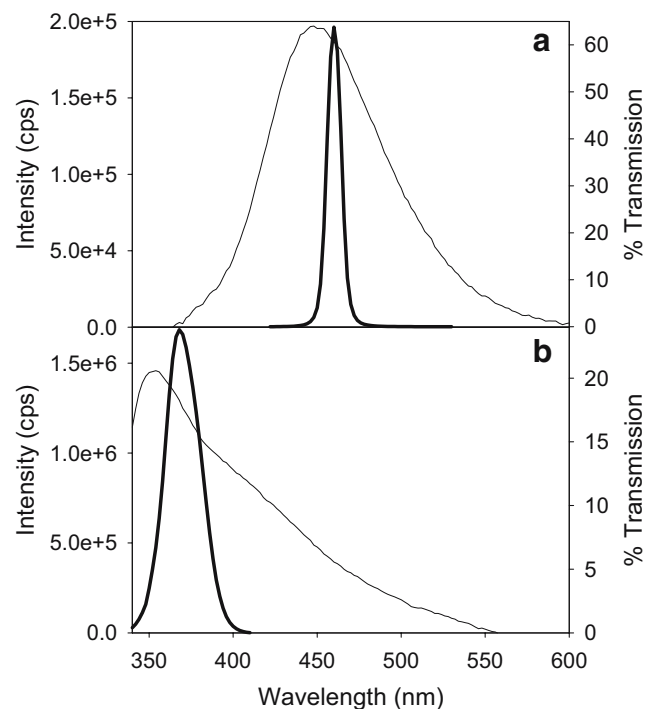 2.0e+5
1.5e+5
1.0e+5
5.0e+4
0.0
Intensity (cps)
a
60
50
40
30
20
10
0
% Transmission
1.5e+6
1.0e+6
5.0e+5
0.0
Intensity (cps)
b
20
15
10
5
0
% Transmission
350 400 450 500 550 600
Wavelength (nm)